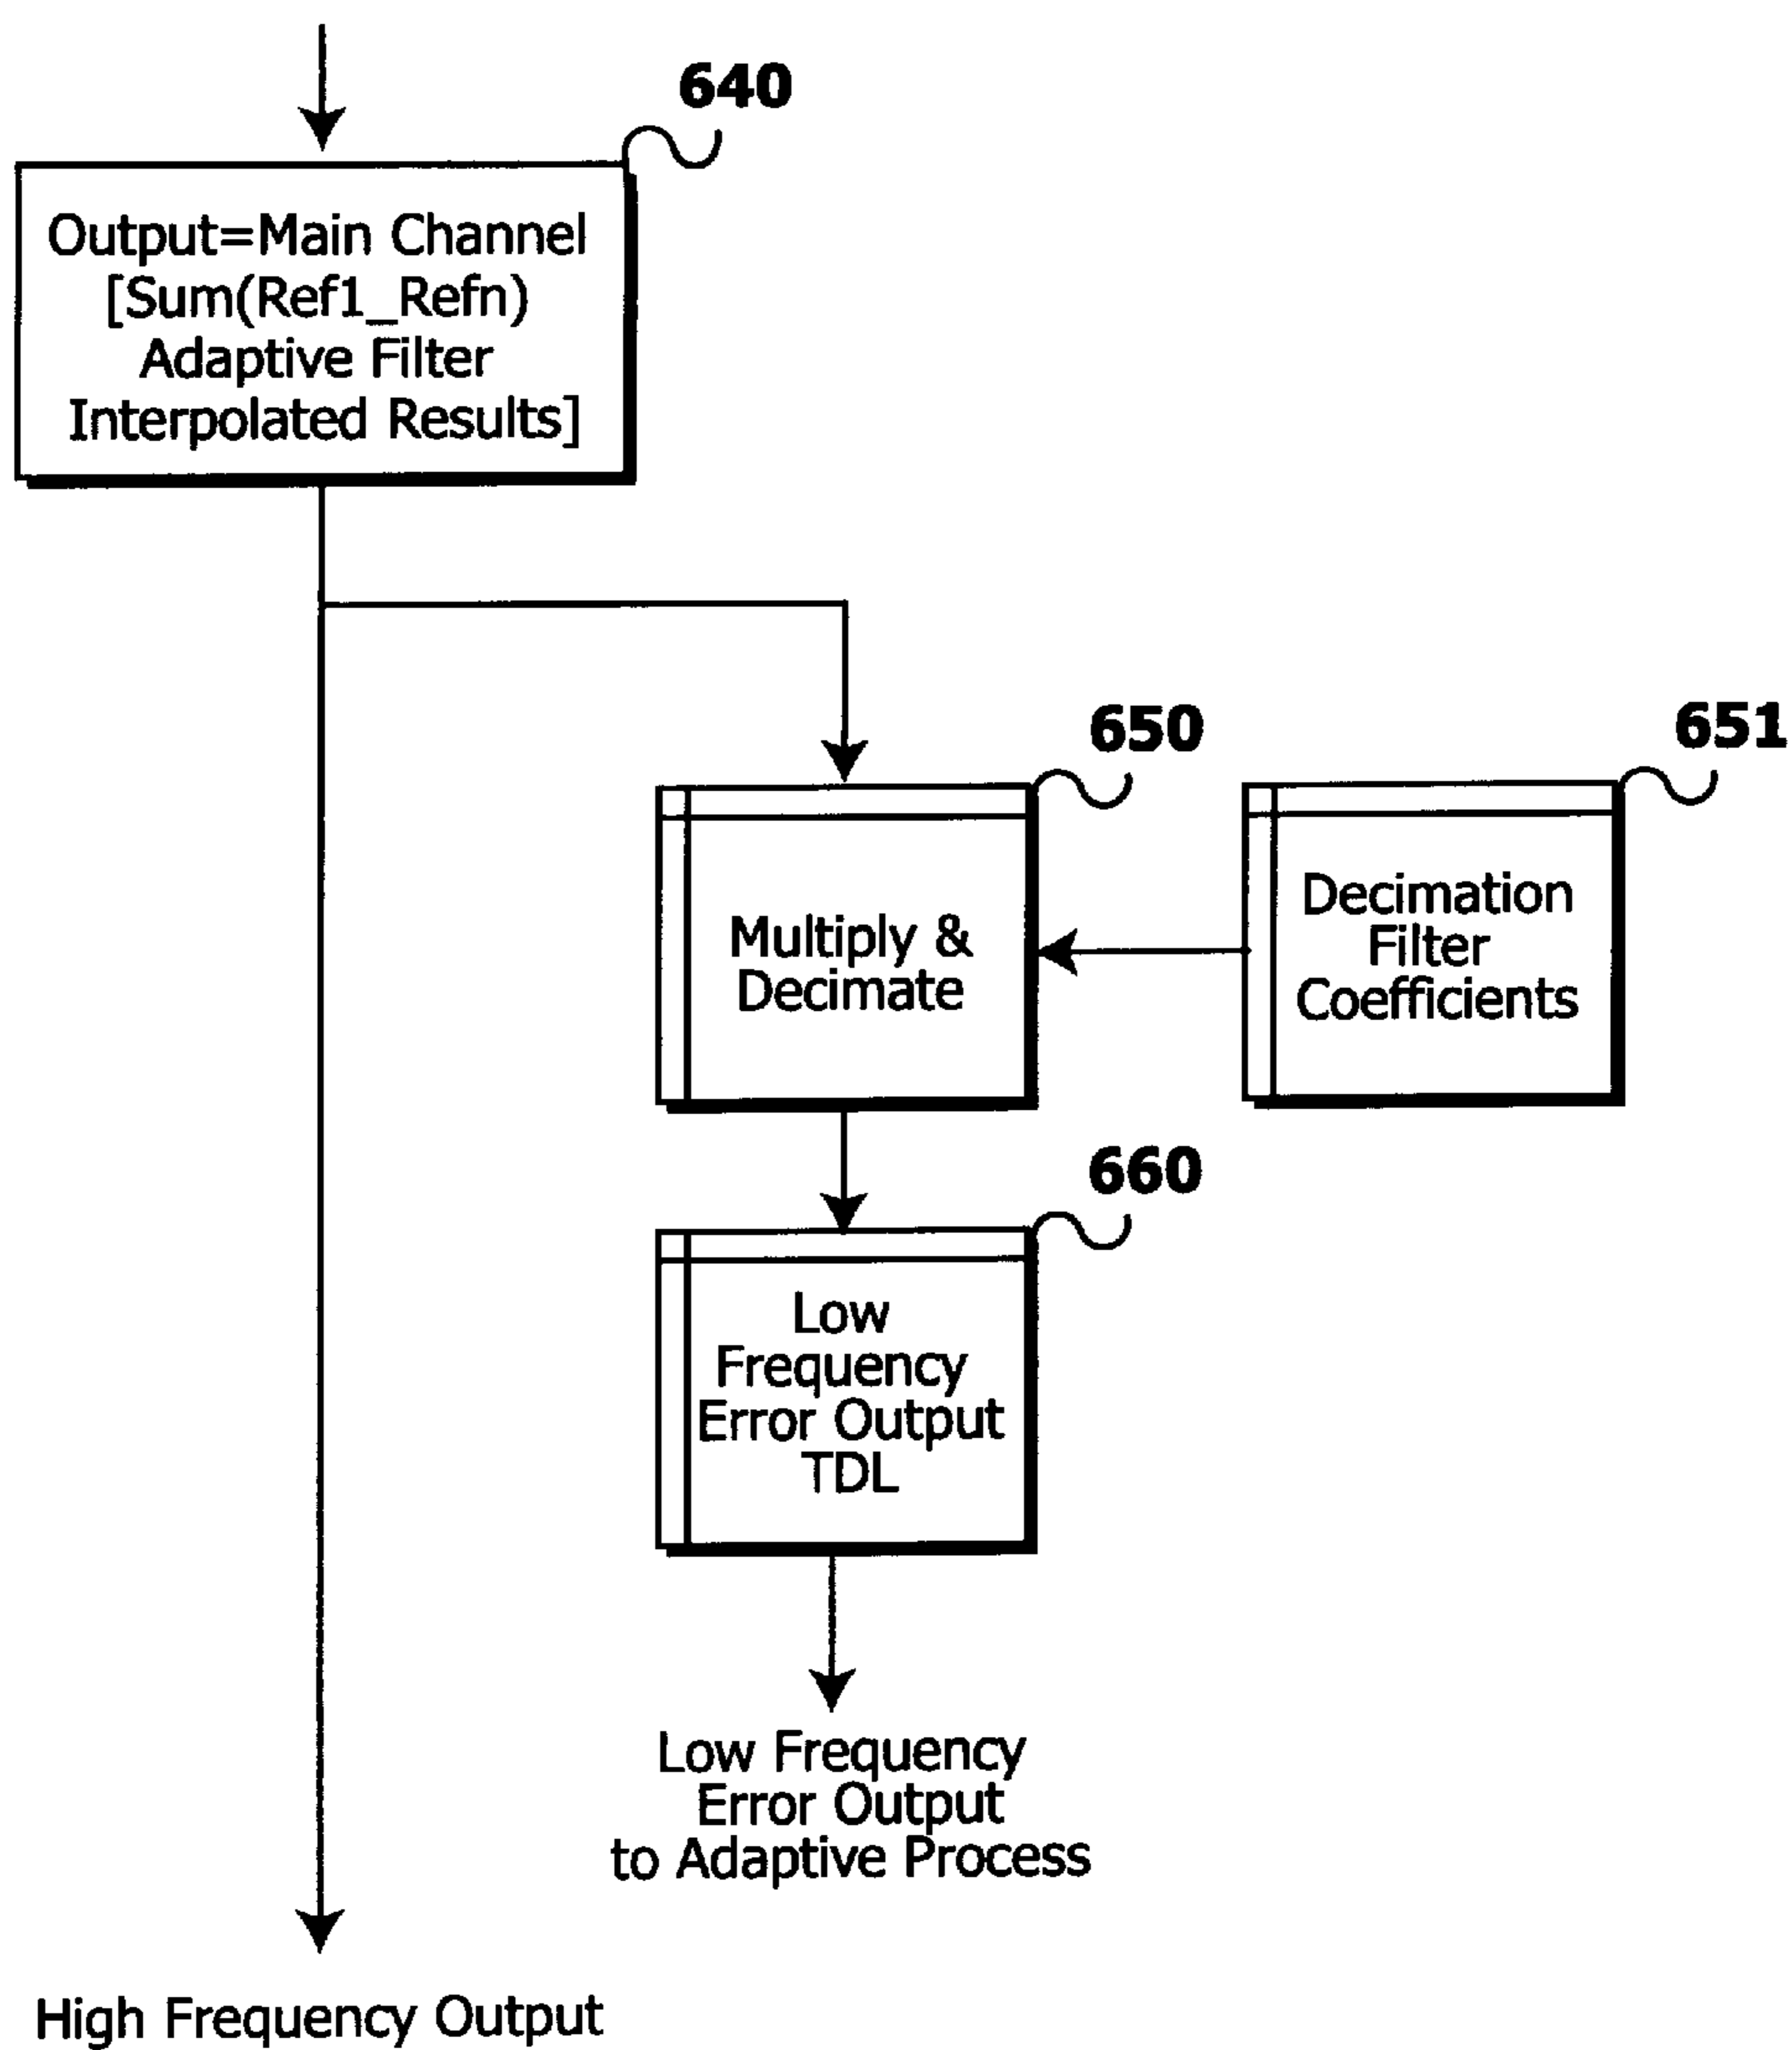 640
Output=Main Channel
[Sum(Ref1_Refn)
Adaptive Filter
Interpolated Results]
650
651
Multiply &
Decimate
Decimation
Filter
Coefficients
660
Low
Frequency
Error Output
TDL
Low Frequency
Error Output
to Adaptive Process
High Frequency Output